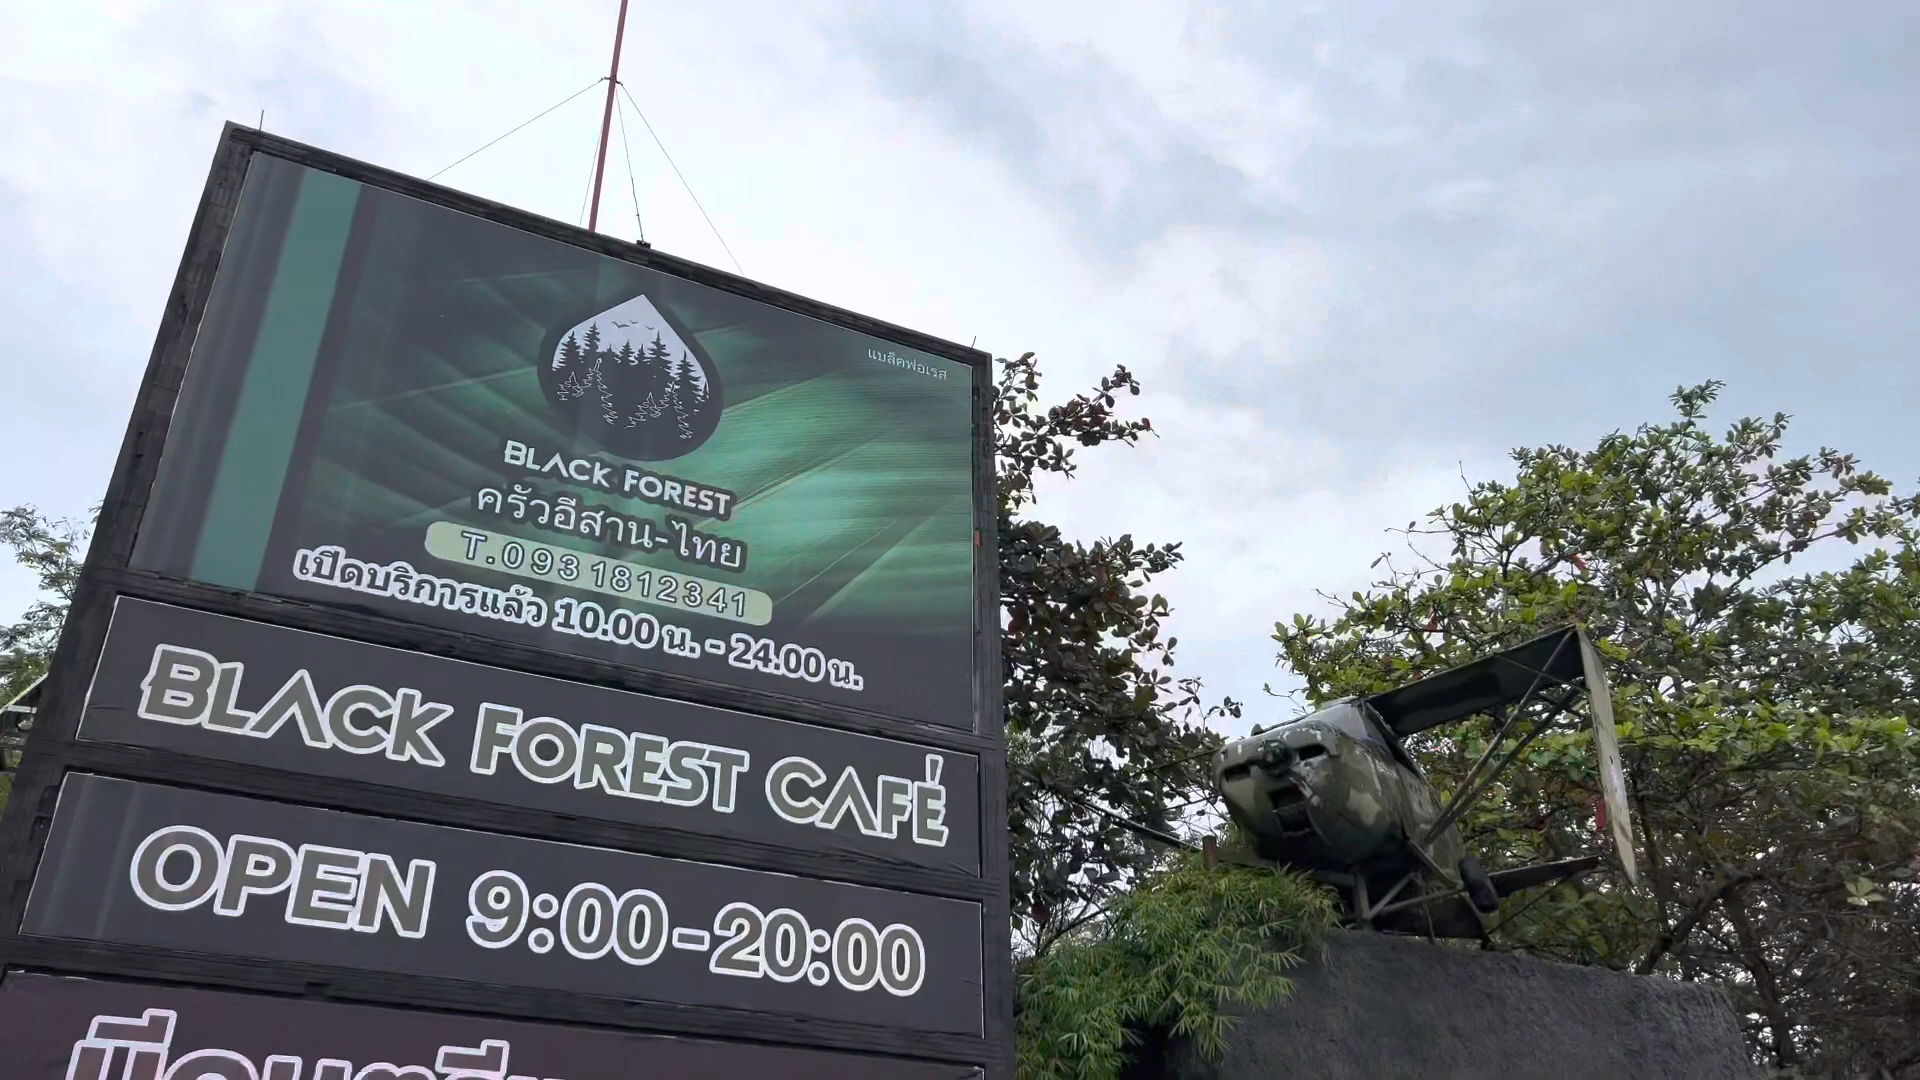 แบล็คฟอเรส
BLACK FOREST
ครัวอีสาน-ไทย
T.0931812341
เปิดบริการแล้ว 10.00 น. - 24.00 น.
BLACK FOREST CAFÉ
OPEN 9:00-20:00